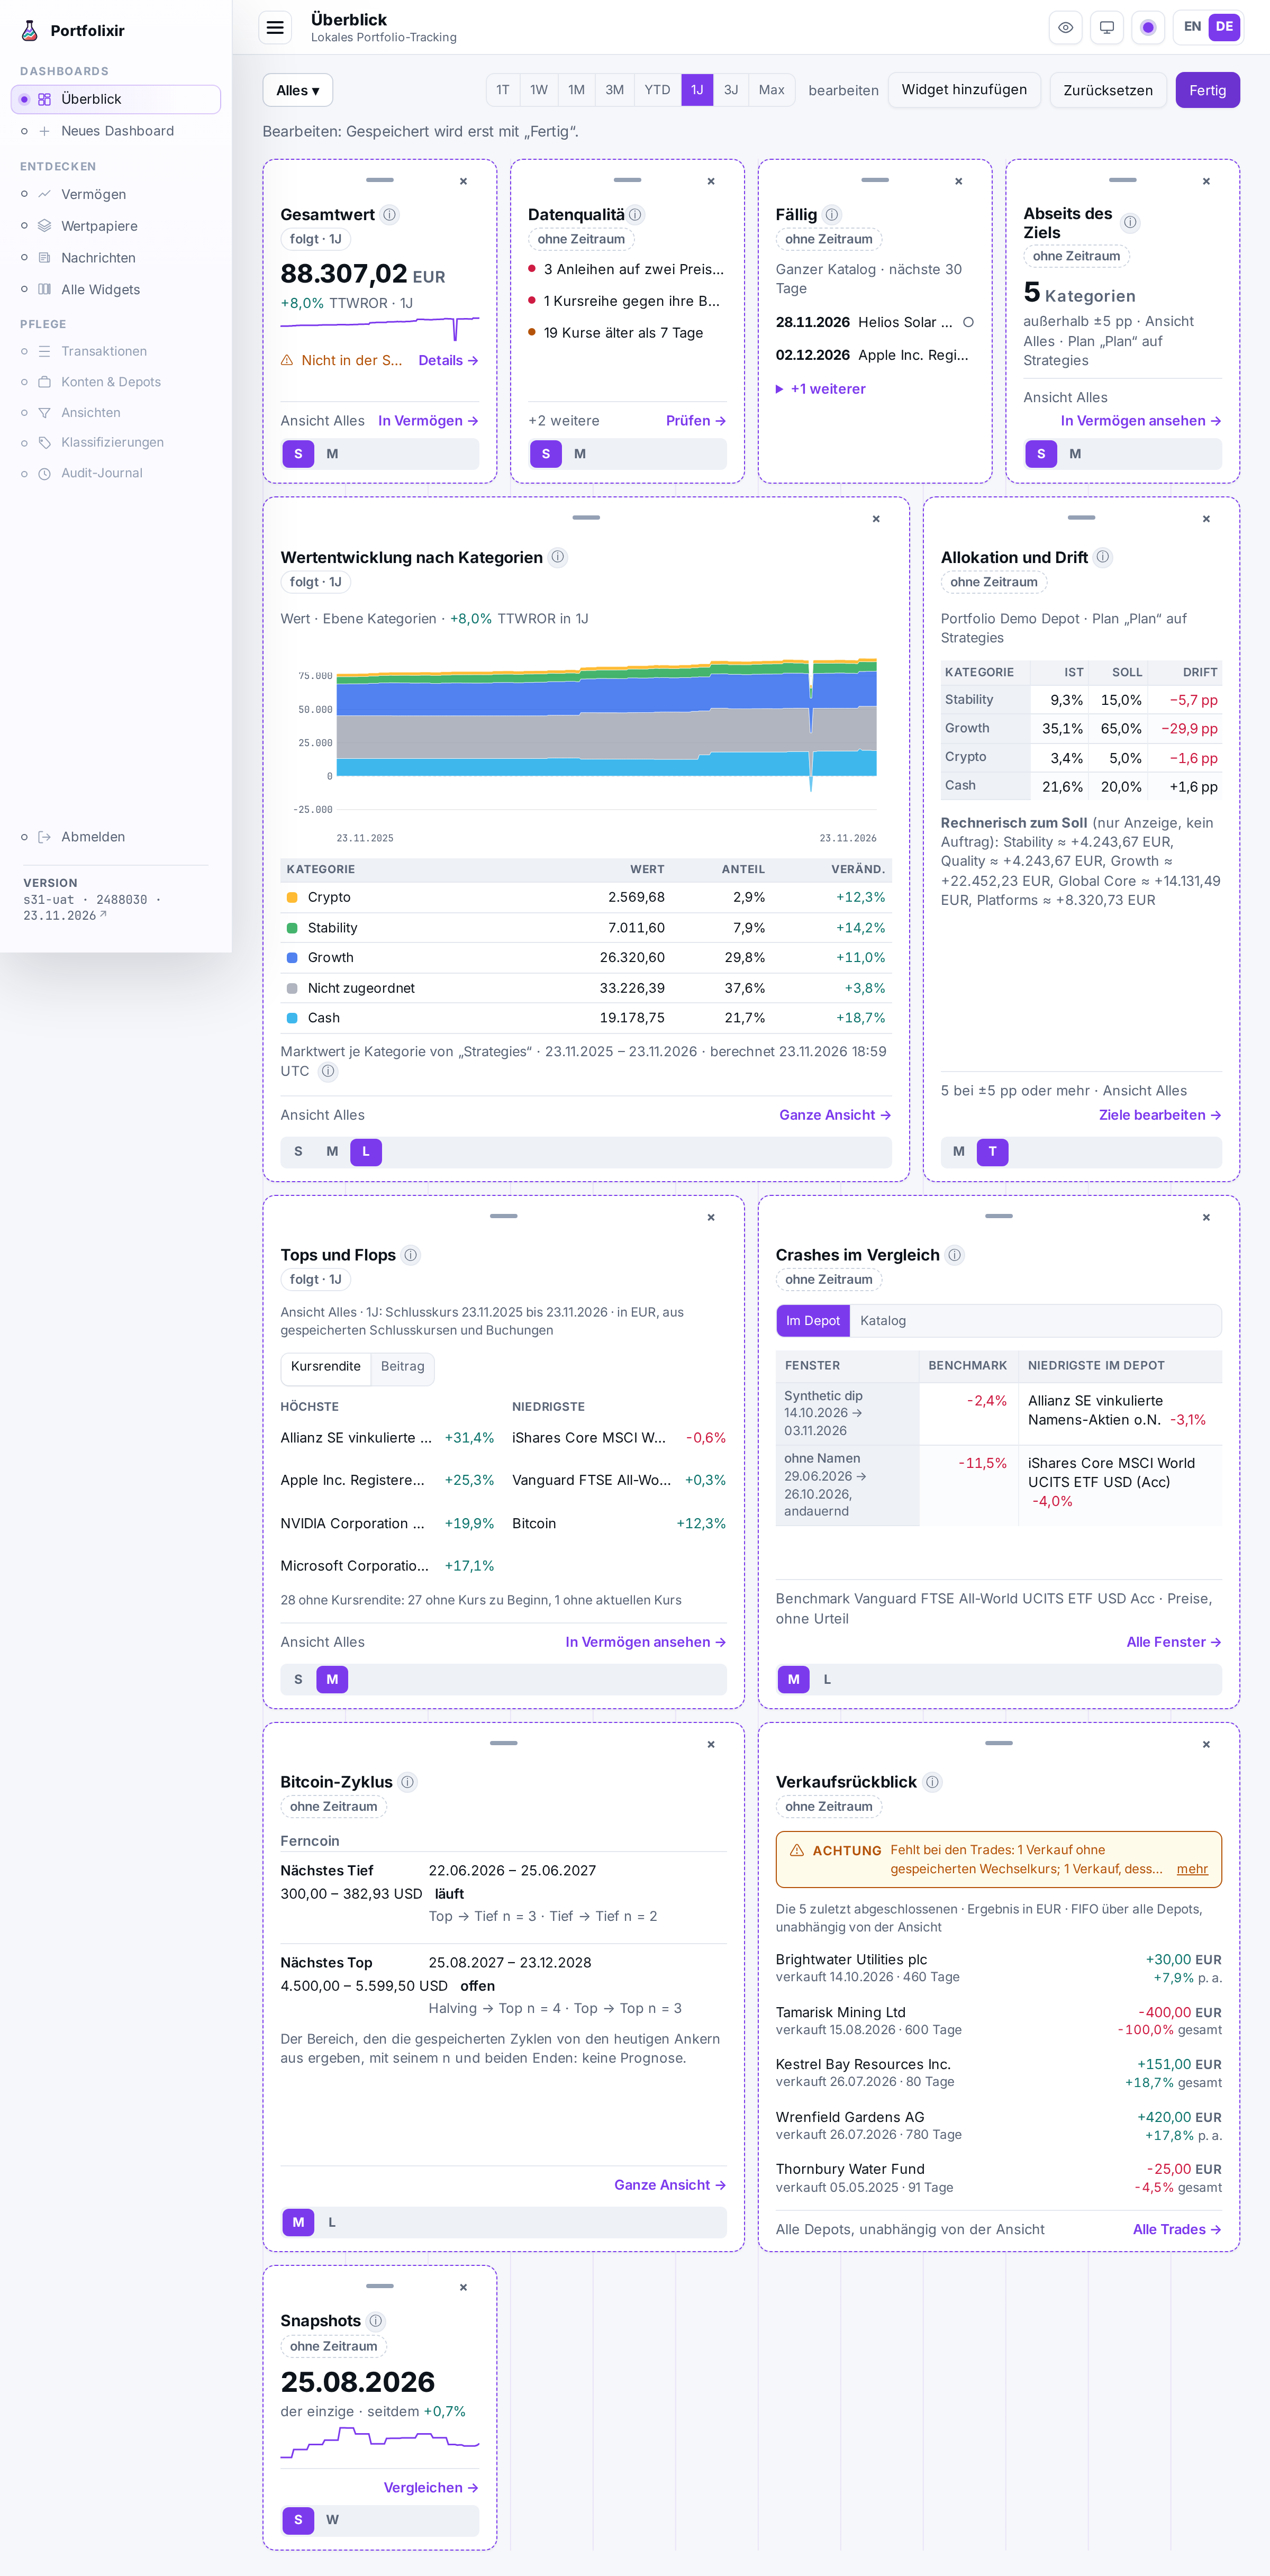 Portfolixir
DASHBOARDS
Überblick
Neues Dashboard
ENTDECKEN
Vermögen
Wertpapiere
Nachrichten
Alle Widgets
PFLEGE
Transaktionen
Konten & Depots
Ansichten
Klassifizierungen
Audit-Journal
Abmelden
VERSION
s31-uat · 2488030 ·
23.11.2026↗
Überblick
Lokales Portfolio-Tracking
EN DE
Alles ▾
1T 1W 1M 3M YTD 1J 3J Max bearbeiten Widget hinzufügen Zurücksetzen Fertig
Bearbeiten: Gespeichert wird erst mit „Fertig“.
×
Gesamtwert ⓘ
folgt · 1J
88.307,02 EUR
+8,0% TTWROR · 1J
Nicht in der S… Details →
Ansicht Alles In Vermögen →
S M
×
Datenqualitä ⓘ
ohne Zeitraum
3 Anleihen auf zwei Preis…
1 Kursreihe gegen ihre B…
19 Kurse älter als 7 Tage
+2 weitere Prüfen →
S M
×
Fällig ⓘ
ohne Zeitraum
Ganzer Katalog · nächste 30
Tage
28.11.2026 Helios Solar …
02.12.2026 Apple Inc. Regi…
▶ +1 weiterer
×
Abseits des
Ziels ⓘ
ohne Zeitraum
5 Kategorien
außerhalb ±5 pp · Ansicht
Alles · Plan „Plan“ auf
Strategies
Ansicht Alles
In Vermögen ansehen →
S M
×
Wertentwicklung nach Kategorien ⓘ
folgt · 1J
Wert · Ebene Kategorien · +8,0% TTWROR in 1J
75.000
50.000
25.000
0
-25.000
23.11.2025 23.11.2026
KATEGORIE WERT ANTEIL VERÄND.
Crypto 2.569,68 2,9% +12,3%
Stability 7.011,60 7,9% +14,2%
Growth 26.320,60 29,8% +11,0%
Nicht zugeordnet 33.226,39 37,6% +3,8%
Cash 19.178,75 21,7% +18,7%
Marktwert je Kategorie von „Strategies“ · 23.11.2025 – 23.11.2026 · berechnet 23.11.2026 18:59
UTC ⓘ
Ansicht Alles Ganze Ansicht →
S M L
×
Allokation und Drift ⓘ
ohne Zeitraum
Portfolio Demo Depot · Plan „Plan“ auf
Strategies
KATEGORIE IST SOLL DRIFT
Stability 9,3% 15,0% −5,7 pp
Growth 35,1% 65,0% −29,9 pp
Crypto 3,4% 5,0% −1,6 pp
Cash 21,6% 20,0% +1,6 pp
Rechnerisch zum Soll (nur Anzeige, kein
Auftrag): Stability ≈ +4.243,67 EUR,
Quality ≈ +4.243,67 EUR, Growth ≈
+22.452,23 EUR, Global Core ≈ +14.131,49
EUR, Platforms ≈ +8.320,73 EUR
5 bei ±5 pp oder mehr · Ansicht Alles
Ziele bearbeiten →
M T
×
Tops und Flops ⓘ
folgt · 1J
Ansicht Alles · 1J: Schlusskurs 23.11.2025 bis 23.11.2026 · in EUR, aus
gespeicherten Schlusskursen und Buchungen
Kursrendite Beitrag
HÖCHSTE NIEDRIGSTE
Allianz SE vinkulierte … +31,4% iShares Core MSCI W… -0,6%
Apple Inc. Registere… +25,3% Vanguard FTSE All-Wo… +0,3%
NVIDIA Corporation … +19,9% Bitcoin +12,3%
Microsoft Corporatio… +17,1%
28 ohne Kursrendite: 27 ohne Kurs zu Beginn, 1 ohne aktuellen Kurs
Ansicht Alles In Vermögen ansehen →
S M
×
Crashes im Vergleich ⓘ
ohne Zeitraum
Im Depot Katalog
FENSTER BENCHMARK NIEDRIGSTE IM DEPOT
Synthetic dip
14.10.2026 →
03.11.2026
-2,4%
Allianz SE vinkulierte
Namens-Aktien o.N. -3,1%
ohne Namen
29.06.2026 →
26.10.2026,
andauernd
-11,5%
iShares Core MSCI World
UCITS ETF USD (Acc)
-4,0%
Benchmark Vanguard FTSE All-World UCITS ETF USD Acc · Preise,
ohne Urteil
Alle Fenster →
M L
×
Bitcoin-Zyklus ⓘ
ohne Zeitraum
Ferncoin
Nächstes Tief 22.06.2026 – 25.06.2027
300,00 – 382,93 USD läuft
Top → Tief n = 3 · Tief → Tief n = 2
Nächstes Top 25.08.2027 – 23.12.2028
4.500,00 – 5.599,50 USD offen
Halving → Top n = 4 · Top → Top n = 3
Der Bereich, den die gespeicherten Zyklen von den heutigen Ankern
aus ergeben, mit seinem n und beiden Enden: keine Prognose.
Ganze Ansicht →
M L
×
Verkaufsrückblick ⓘ
ohne Zeitraum
ACHTUNG Fehlt bei den Trades: 1 Verkauf ohne
gespeicherten Wechselkurs; 1 Verkauf, dess… mehr
Die 5 zuletzt abgeschlossenen · Ergebnis in EUR · FIFO über alle Depots,
unabhängig von der Ansicht
Brightwater Utilities plc +30,00 EUR
verkauft 14.10.2026 · 460 Tage +7,9% p. a.
Tamarisk Mining Ltd -400,00 EUR
verkauft 15.08.2026 · 600 Tage -100,0% gesamt
Kestrel Bay Resources Inc. +151,00 EUR
verkauft 26.07.2026 · 80 Tage +18,7% gesamt
Wrenfield Gardens AG +420,00 EUR
verkauft 26.07.2026 · 780 Tage +17,8% p. a.
Thornbury Water Fund -25,00 EUR
verkauft 05.05.2025 · 91 Tage -4,5% gesamt
Alle Depots, unabhängig von der Ansicht Alle Trades →
×
Snapshots ⓘ
ohne Zeitraum
25.08.2026
der einzige · seitdem +0,7%
Vergleichen →
S W